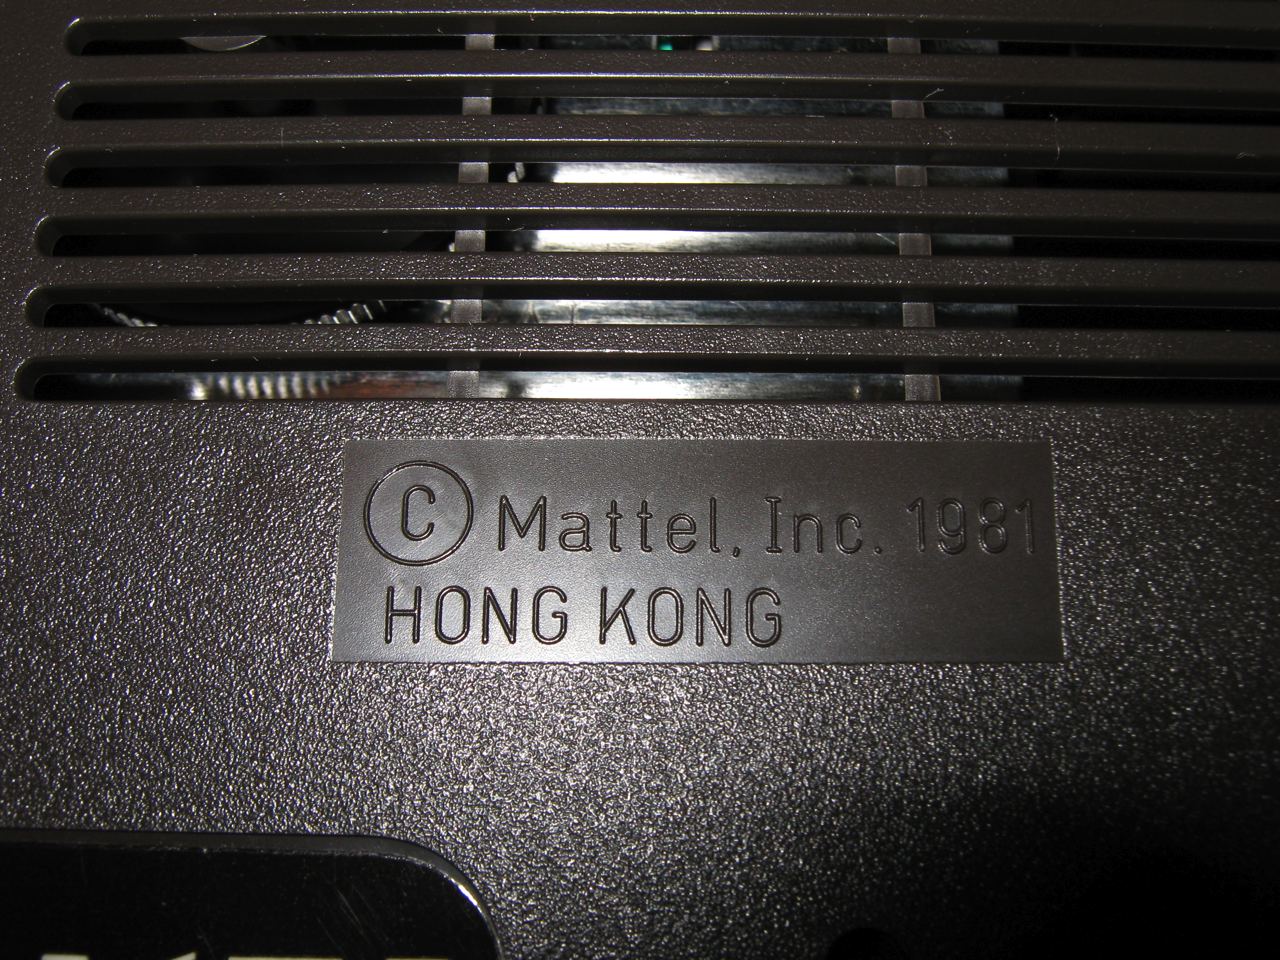 © Mattel, Inc. 1981
HONG KONG